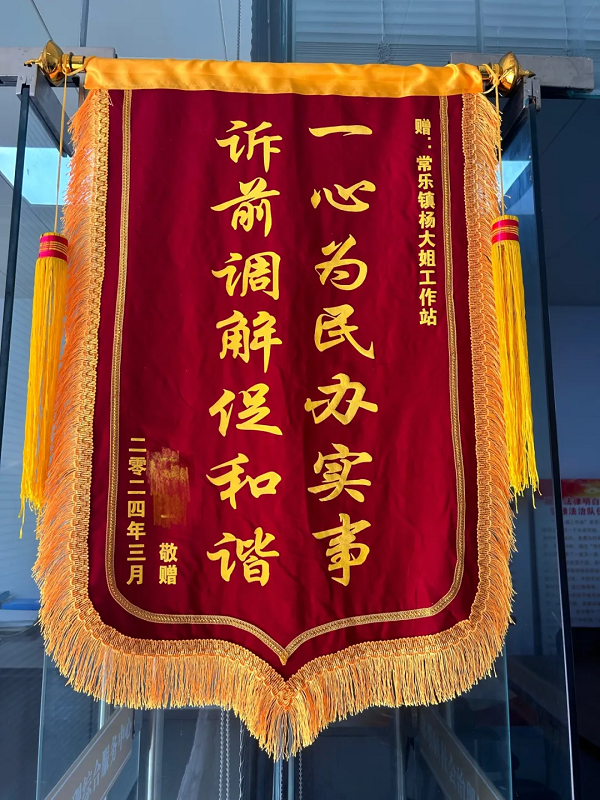 赠：常乐镇杨大姐工作站
一心为民办实事
诉前调解促和谐
敬赠
二零二四年三月